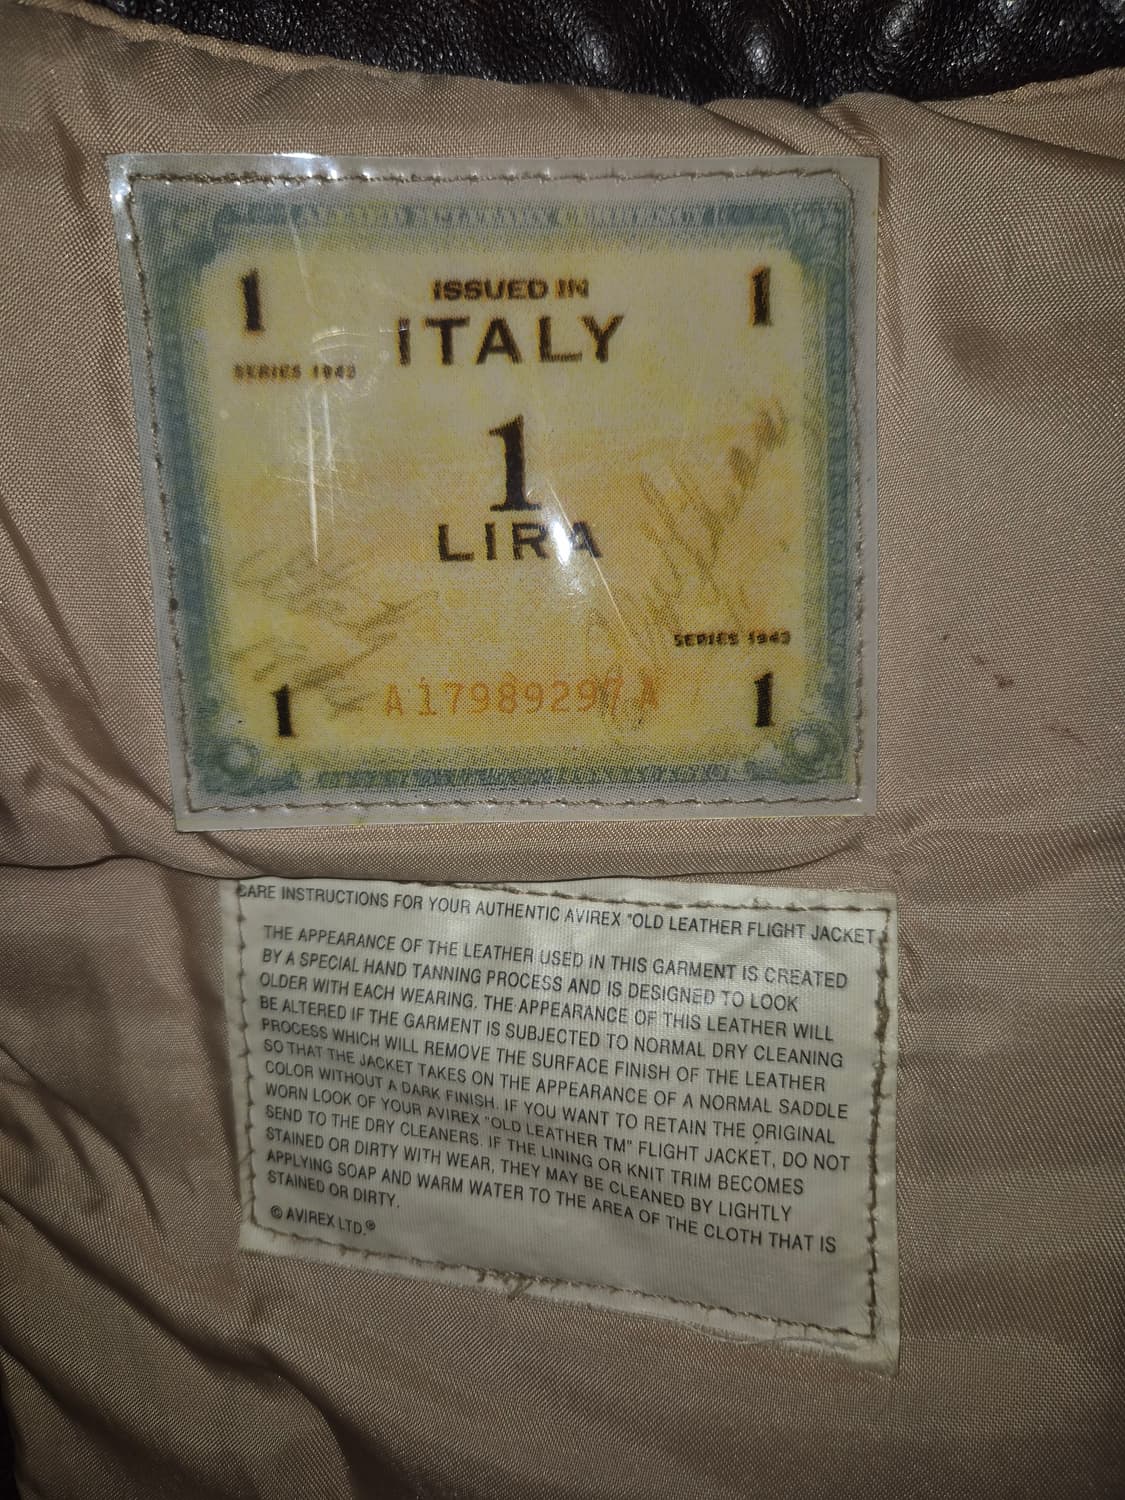 ALLIED MILITARY CURRENCY
1 ISSUED IN 1
ITALY
SERIES 1943
1
LIRA
SERIES 1943
A17989297A
1 1
CARE INSTRUCTIONS FOR YOUR AUTHENTIC AVIREX "OLD LEATHER FLIGHT JACKET
THE APPEARANCE OF THE LEATHER USED IN THIS GARMENT IS CREATED
BY A SPECIAL HAND TANNING PROCESS AND IS DESIGNED TO LOOK
OLDER WITH EACH WEARING. THE APPEARANCE OF THIS LEATHER WILL
BE ALTERED IF THE GARMENT IS SUBJECTED TO NORMAL DRY CLEANING
PROCESS WHICH WILL REMOVE THE SURFACE FINISH OF THE LEATHER
SO THAT THE JACKET TAKES ON THE APPEARANCE OF A NORMAL SADDLE
COLOR WITHOUT A DARK FINISH. IF YOU WANT TO RETAIN THE ORIGINAL
WORN LOOK OF YOUR AVIREX "OLD LEATHER TM" FLIGHT JACKET, DO NOT
SEND TO THE DRY CLEANERS. IF THE LINING OR KNIT TRIM BECOMES
STAINED OR DIRTY WITH WEAR, THEY MAY BE CLEANED BY LIGHTLY
APPLYING SOAP AND WARM WATER TO THE AREA OF THE CLOTH THAT IS
STAINED OR DIRTY.
© AVIREX LTD.®